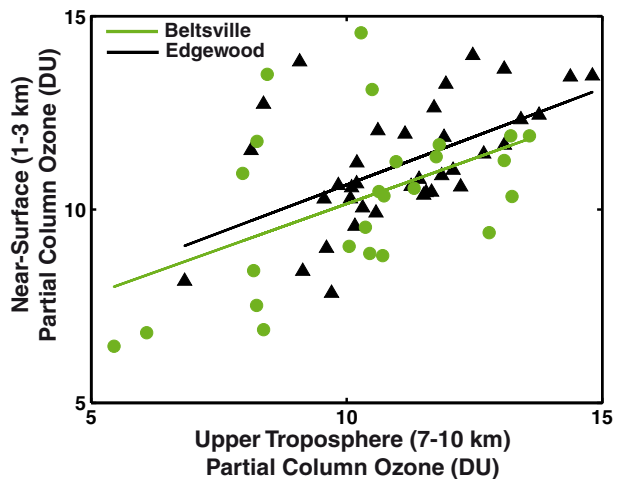 15
Beltsville
Edgewood
10
5
Near-Surface (1-3 km)
Partial Column Ozone (DU)
5
10
15
Upper Troposphere (7-10 km)
Partial Column Ozone (DU)